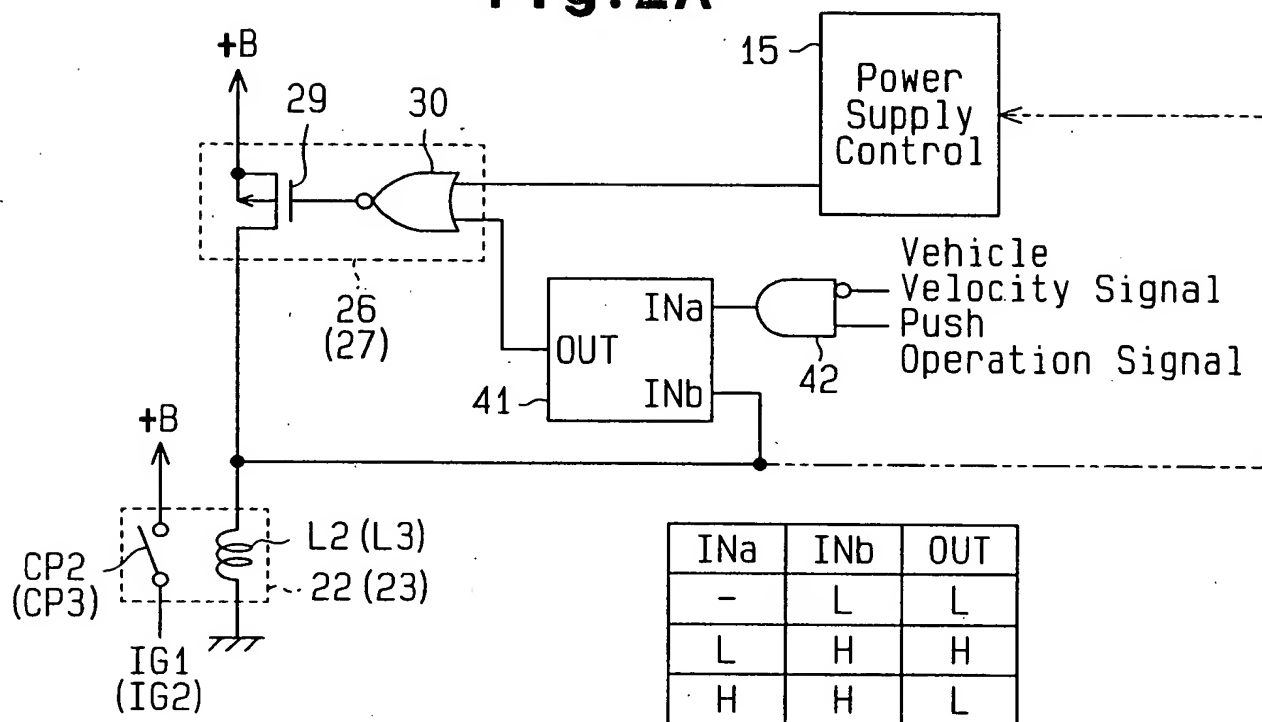 +B
29
30
15
Power
Supply
Control
26
(27)
INa
OUT
INb
41
42
Vehicle
Velocity Signal
Push
Operation Signal
+B
CP2
(CP3)
L2 (L3)
22 (23)
IG1
(IG2)
INa INb OUT
- L L
L H H
H H L